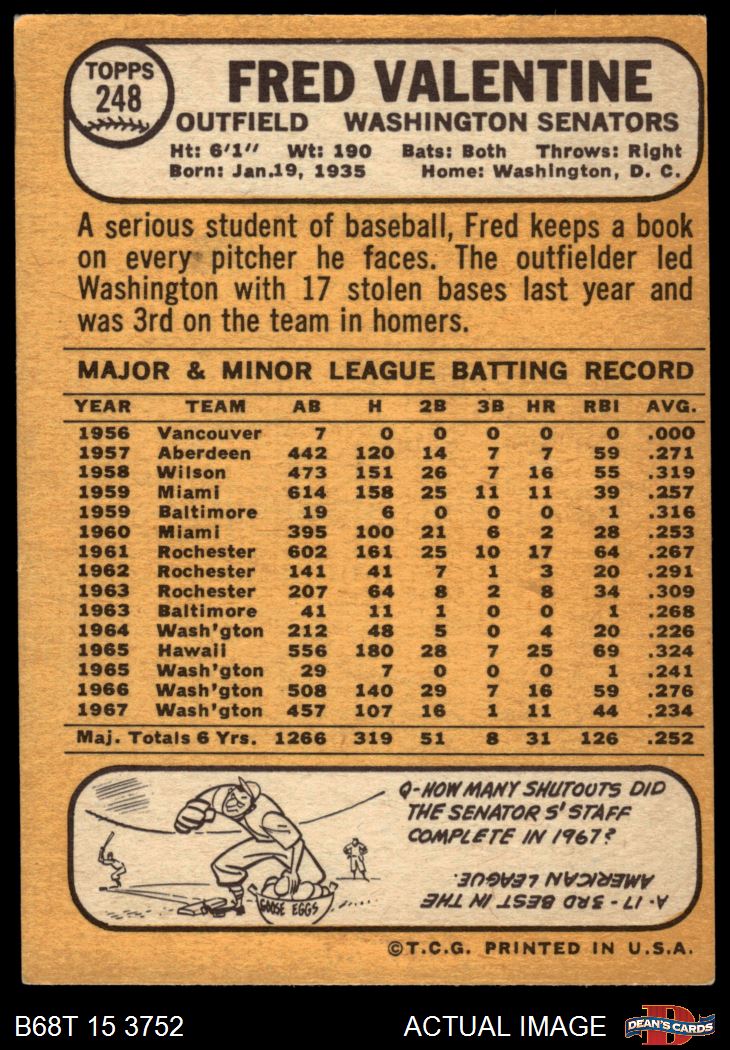 TOPPS
248
FRED VALENTINE
OUTFIELD WASHINGTON SENATORS
Ht: 6'1" Wt: 190 Bats: Both Throws: Right
Born: Jan.19, 1935 Home: Washington, D. C.
A serious student of baseball, Fred keeps a book
on every pitcher he faces. The outfielder led
Washington with 17 stolen bases last year and
was 3rd on the team in homers.
MAJOR & MINOR LEAGUE BATTING RECORD
YEAR TEAM AB H 2B 3B HR RBI AVG.
1956 Vancouver 7 0 0 0 0 0 .000
1957 Aberdeen 442 120 14 7 7 59 .271
1958 Wilson 473 151 26 7 16 55 .319
1959 Miami 614 158 25 11 11 39 .257
1959 Baltimore 19 6 0 0 0 1 .316
1960 Miami 395 100 21 6 2 28 .253
1961 Rochester 602 161 25 10 17 64 .267
1962 Rochester 141 41 7 1 3 20 .291
1963 Rochester 207 64 8 2 8 34 .309
1963 Baltimore 41 11 1 0 0 1 .268
1964 Wash'gton 212 48 5 0 4 20 .226
1965 Hawaii 556 180 28 7 25 69 .324
1965 Wash'gton 29 7 0 0 0 1 .241
1966 Wash'gton 508 140 29 7 16 59 .276
1967 Wash'gton 457 107 16 1 11 44 .234
Maj. Totals 6 Yrs. 1266 319 51 8 31 126 .252
Q-HOW MANY SHUTOUTS DID
THE SENATORS' STAFF
COMPLETE IN 1967?
A-17-3RD BEST IN THE
AMERICAN LEAGUE.
GOOSE EGGS
©T.C.G. PRINTED IN U.S.A.
B68T 15 3752 ACTUAL IMAGE
D
DEAN'S CARDS